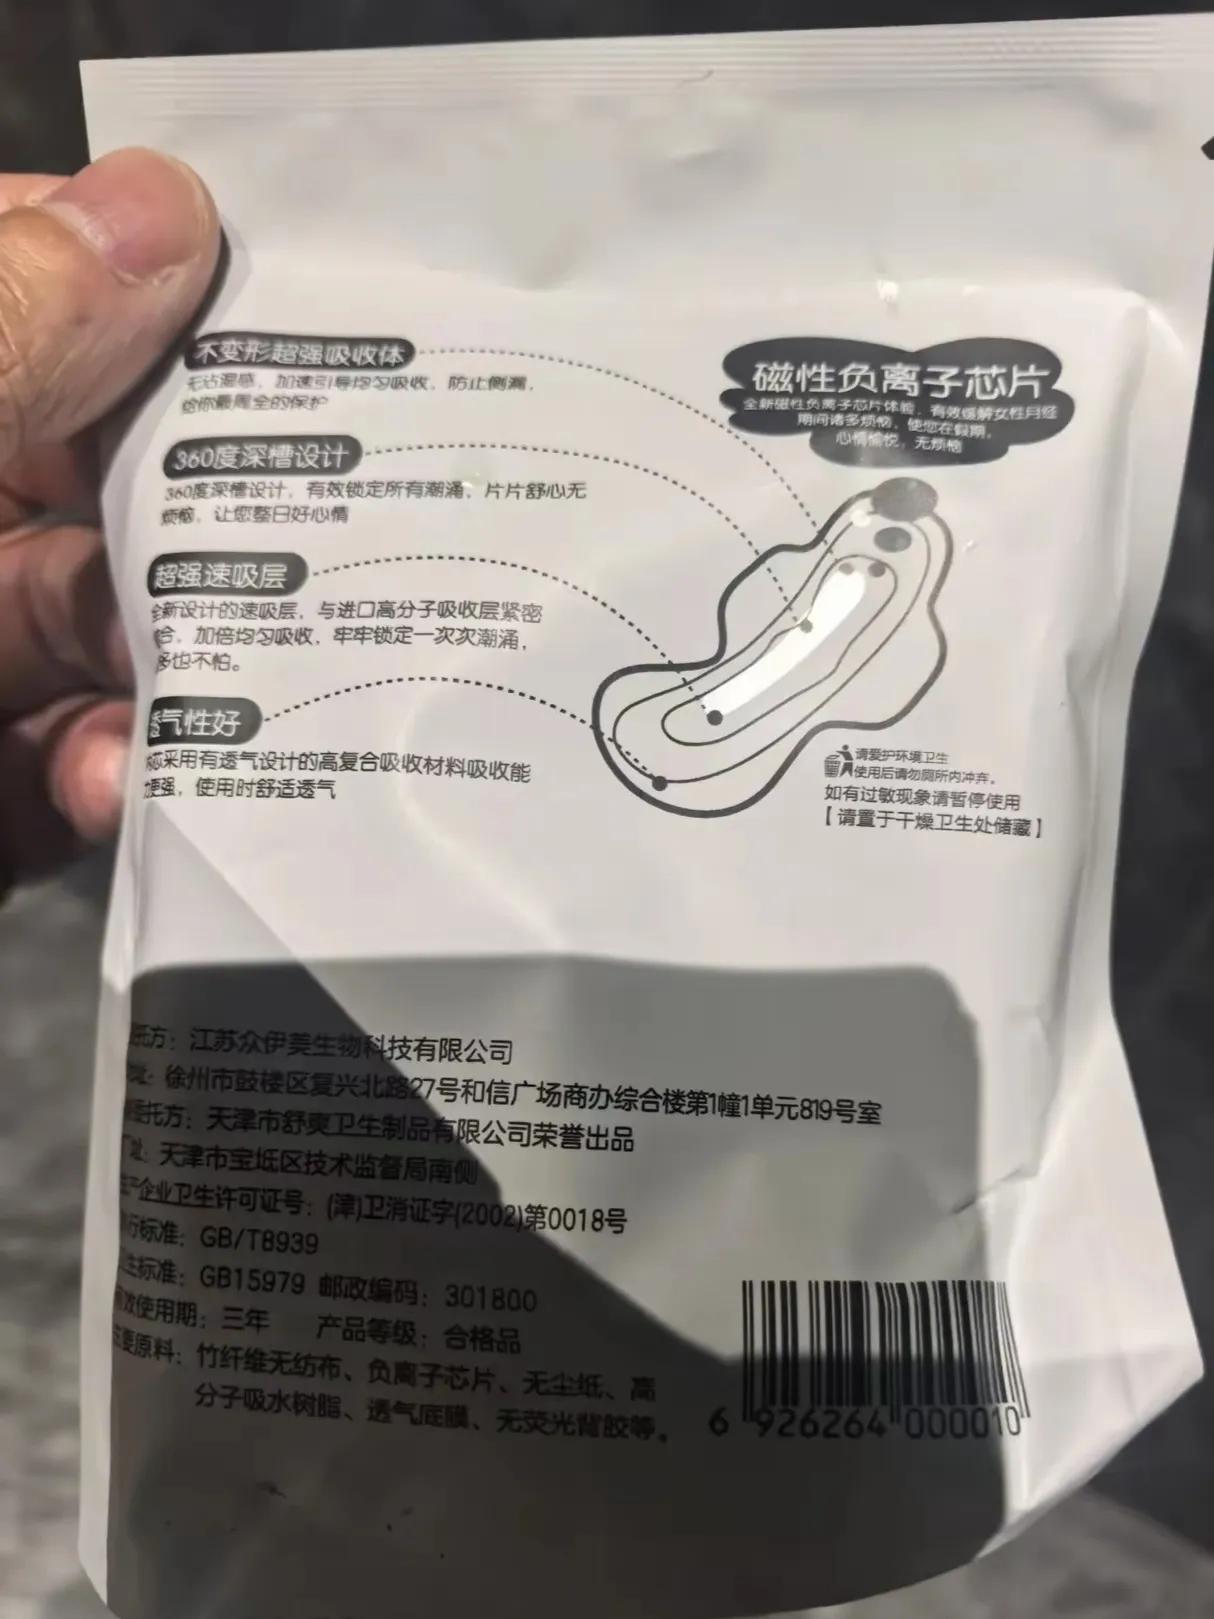 不变形超强吸收体
无沾湿感，加速引导均匀吸收，防止侧漏，
给你最周全的保护
360度深槽设计
360度深槽设计，有效锁定所有潮涌，片片舒心无
烦恼，让您整日好心情
超强速吸层
全新设计的速吸层，与进口高分子吸收层紧密
合，加倍均匀吸收，牢牢锁定一次次潮涌，
多也不怕。
透气性好
芯采用有透气设计的高复合吸收材料吸收能
更强，使用时舒适透气
磁性负离子芯片
全新磁性负离子芯片体验，有效缓解女性月经
期间诸多烦恼，使您在假期，
心情愉悦，无烦恼
请爱护环境卫生
使用后请勿厕所内冲弃。
如有过敏现象请暂停使用
【请置于干燥卫生处储藏】
托方：江苏众伊美生物科技有限公司
址：徐州市鼓楼区复兴北路27号和信广场商办综合楼第1幢1单元819号室
委托方：天津市舒爽卫生制品有限公司荣誉出品
厂址：天津市宝坻区技术监督局南侧
生产企业卫生许可证号：(津)卫消证字(2002)第0018号
行标准：GB/T8939
卫生标准：GB15979 邮政编码：301800
有效使用期：三年 产品等级：合格品
主要原料：竹纤维无纺布、负离子芯片、无尘纸、高
分子吸水树脂、透气底膜、无荧光背胶等。
6 926264 000010